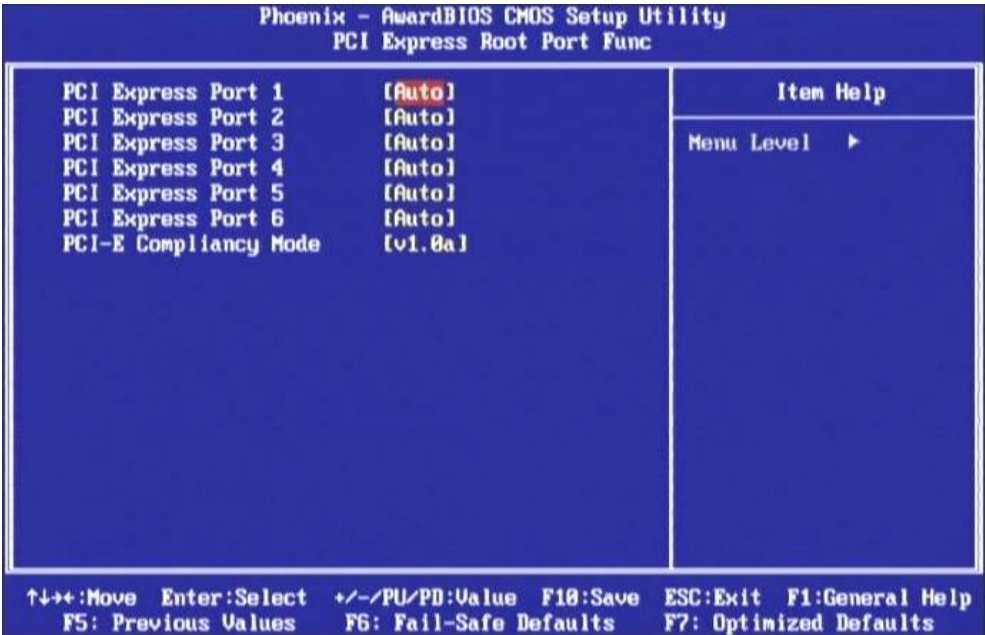 Phoenix - AwardBIOS CMOS Setup Utility
PCI Express Root Port Func
PCI Express Port 1 [Auto]
PCI Express Port 2 [Auto]
PCI Express Port 3 [Auto]
PCI Express Port 4 [Auto]
PCI Express Port 5 [Auto]
PCI Express Port 6 [Auto]
PCI-E Compliancy Mode [v1.0a]
Item Help
Menu Level ►
↑↓→←:Move Enter:Select +/-/PU/PD:Value F10:Save ESC:Exit F1:General Help
F5: Previous Values F6: Fail-Safe Defaults F7: Optimized Defaults